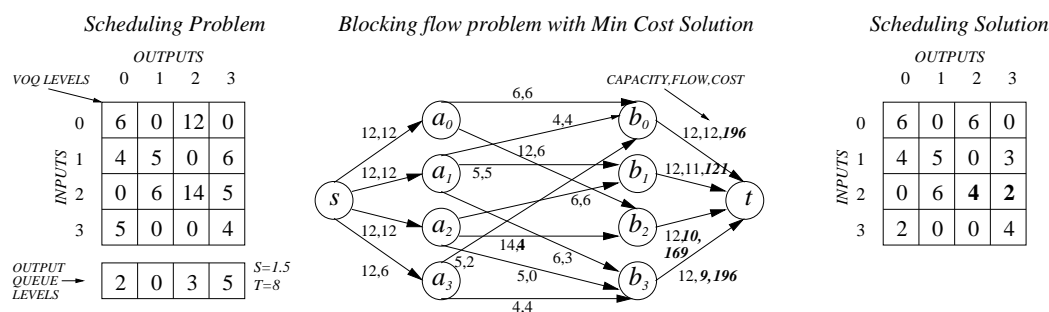 Scheduling Problem
Blocking flow problem with Min Cost Solution
Scheduling Solution
OUTPUTS
VOQ LEVELS
0 1 2 3
INPUTS
0 6 0 12 0
1 4 5 0 6
2 0 6 14 5
3 5 0 0 4
OUTPUT
QUEUE
LEVELS
2 0 3 5
S=1.5
T=8
CAPACITY,FLOW,COST
s
a0
a1
a2
a3
b0
b1
b2
b3
t
12,12
12,12
12,12
12,6
6,6
4,4
12,6
5,5
6,6
14,4
5,2
6,3
5,0
4,4
12,12,196
12,11,121
12,10,
169
12,9,196
OUTPUTS
0 1 2 3
INPUTS
0 6 0 6 0
1 4 5 0 3
2 0 6 4 2
3 2 0 0 4